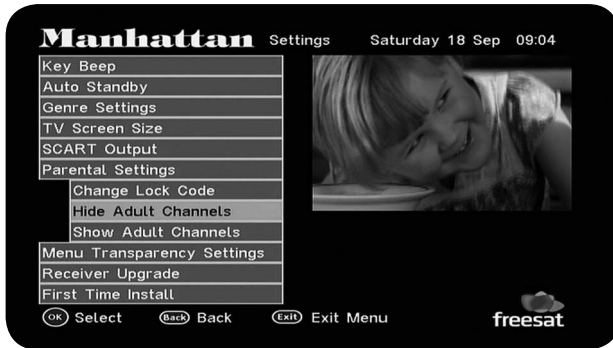 Manhattan Settings Saturday 18 Sep 09:04
Key Beep
Auto Standby
Genre Settings
TV Screen Size
SCART Output
Parental Settings
Change Lock Code
Hide Adult Channels
Show Adult Channels
Menu Transparency Settings
Receiver Upgrade
First Time Install
OK Select Back Back Exit Exit Menu
freesat